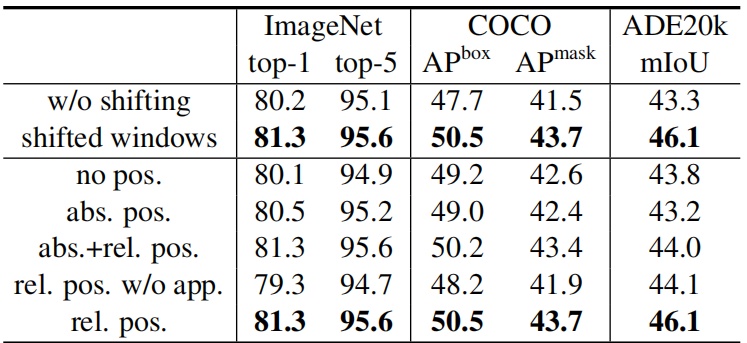 ImageNet COCO ADE20k
top-1 top-5 AP^box AP^mask mIoU
w/o shifting 80.2 95.1 47.7 41.5 43.3
shifted windows 81.3 95.6 50.5 43.7 46.1
no pos. 80.1 94.9 49.2 42.6 43.8
abs. pos. 80.5 95.2 49.0 42.4 43.2
abs.+rel. pos. 81.3 95.6 50.2 43.4 44.0
rel. pos. w/o app. 79.3 94.7 48.2 41.9 44.1
rel. pos. 81.3 95.6 50.5 43.7 46.1